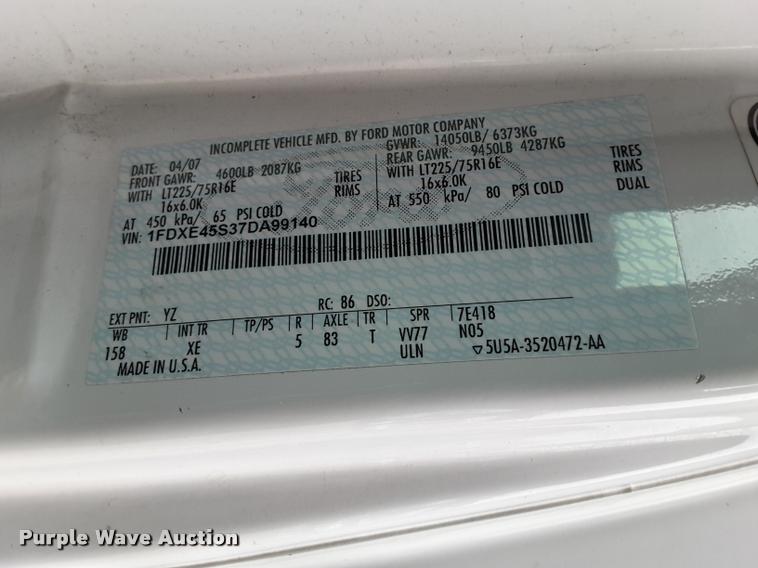 INCOMPLETE VEHICLE MFD. BY FORD MOTOR COMPANY
DATE: 04/07 GVWR: 14050LB/ 6373KG
FRONT GAWR: 4600LB 2087KG REAR GAWR: 9450LB 4287KG
WITH LT225/75R16E TIRES WITH LT225/75R16E TIRES
16x6.0K RIMS 16x6.0K RIMS
AT 450 kPa/ 65 PSI COLD AT 550 kPa/ 80 PSI COLD DUAL
VIN: 1FDXE45S37DA99140
EXT PNT: YZ RC: 86 DSO:
WB INT TR TP/PS R AXLE TR SPR 7E418
158 XE 5 83 T VV77 N05
ULN
MADE IN U.S.A. ▽5U5A-3520472-AA
Purple Wave Auction